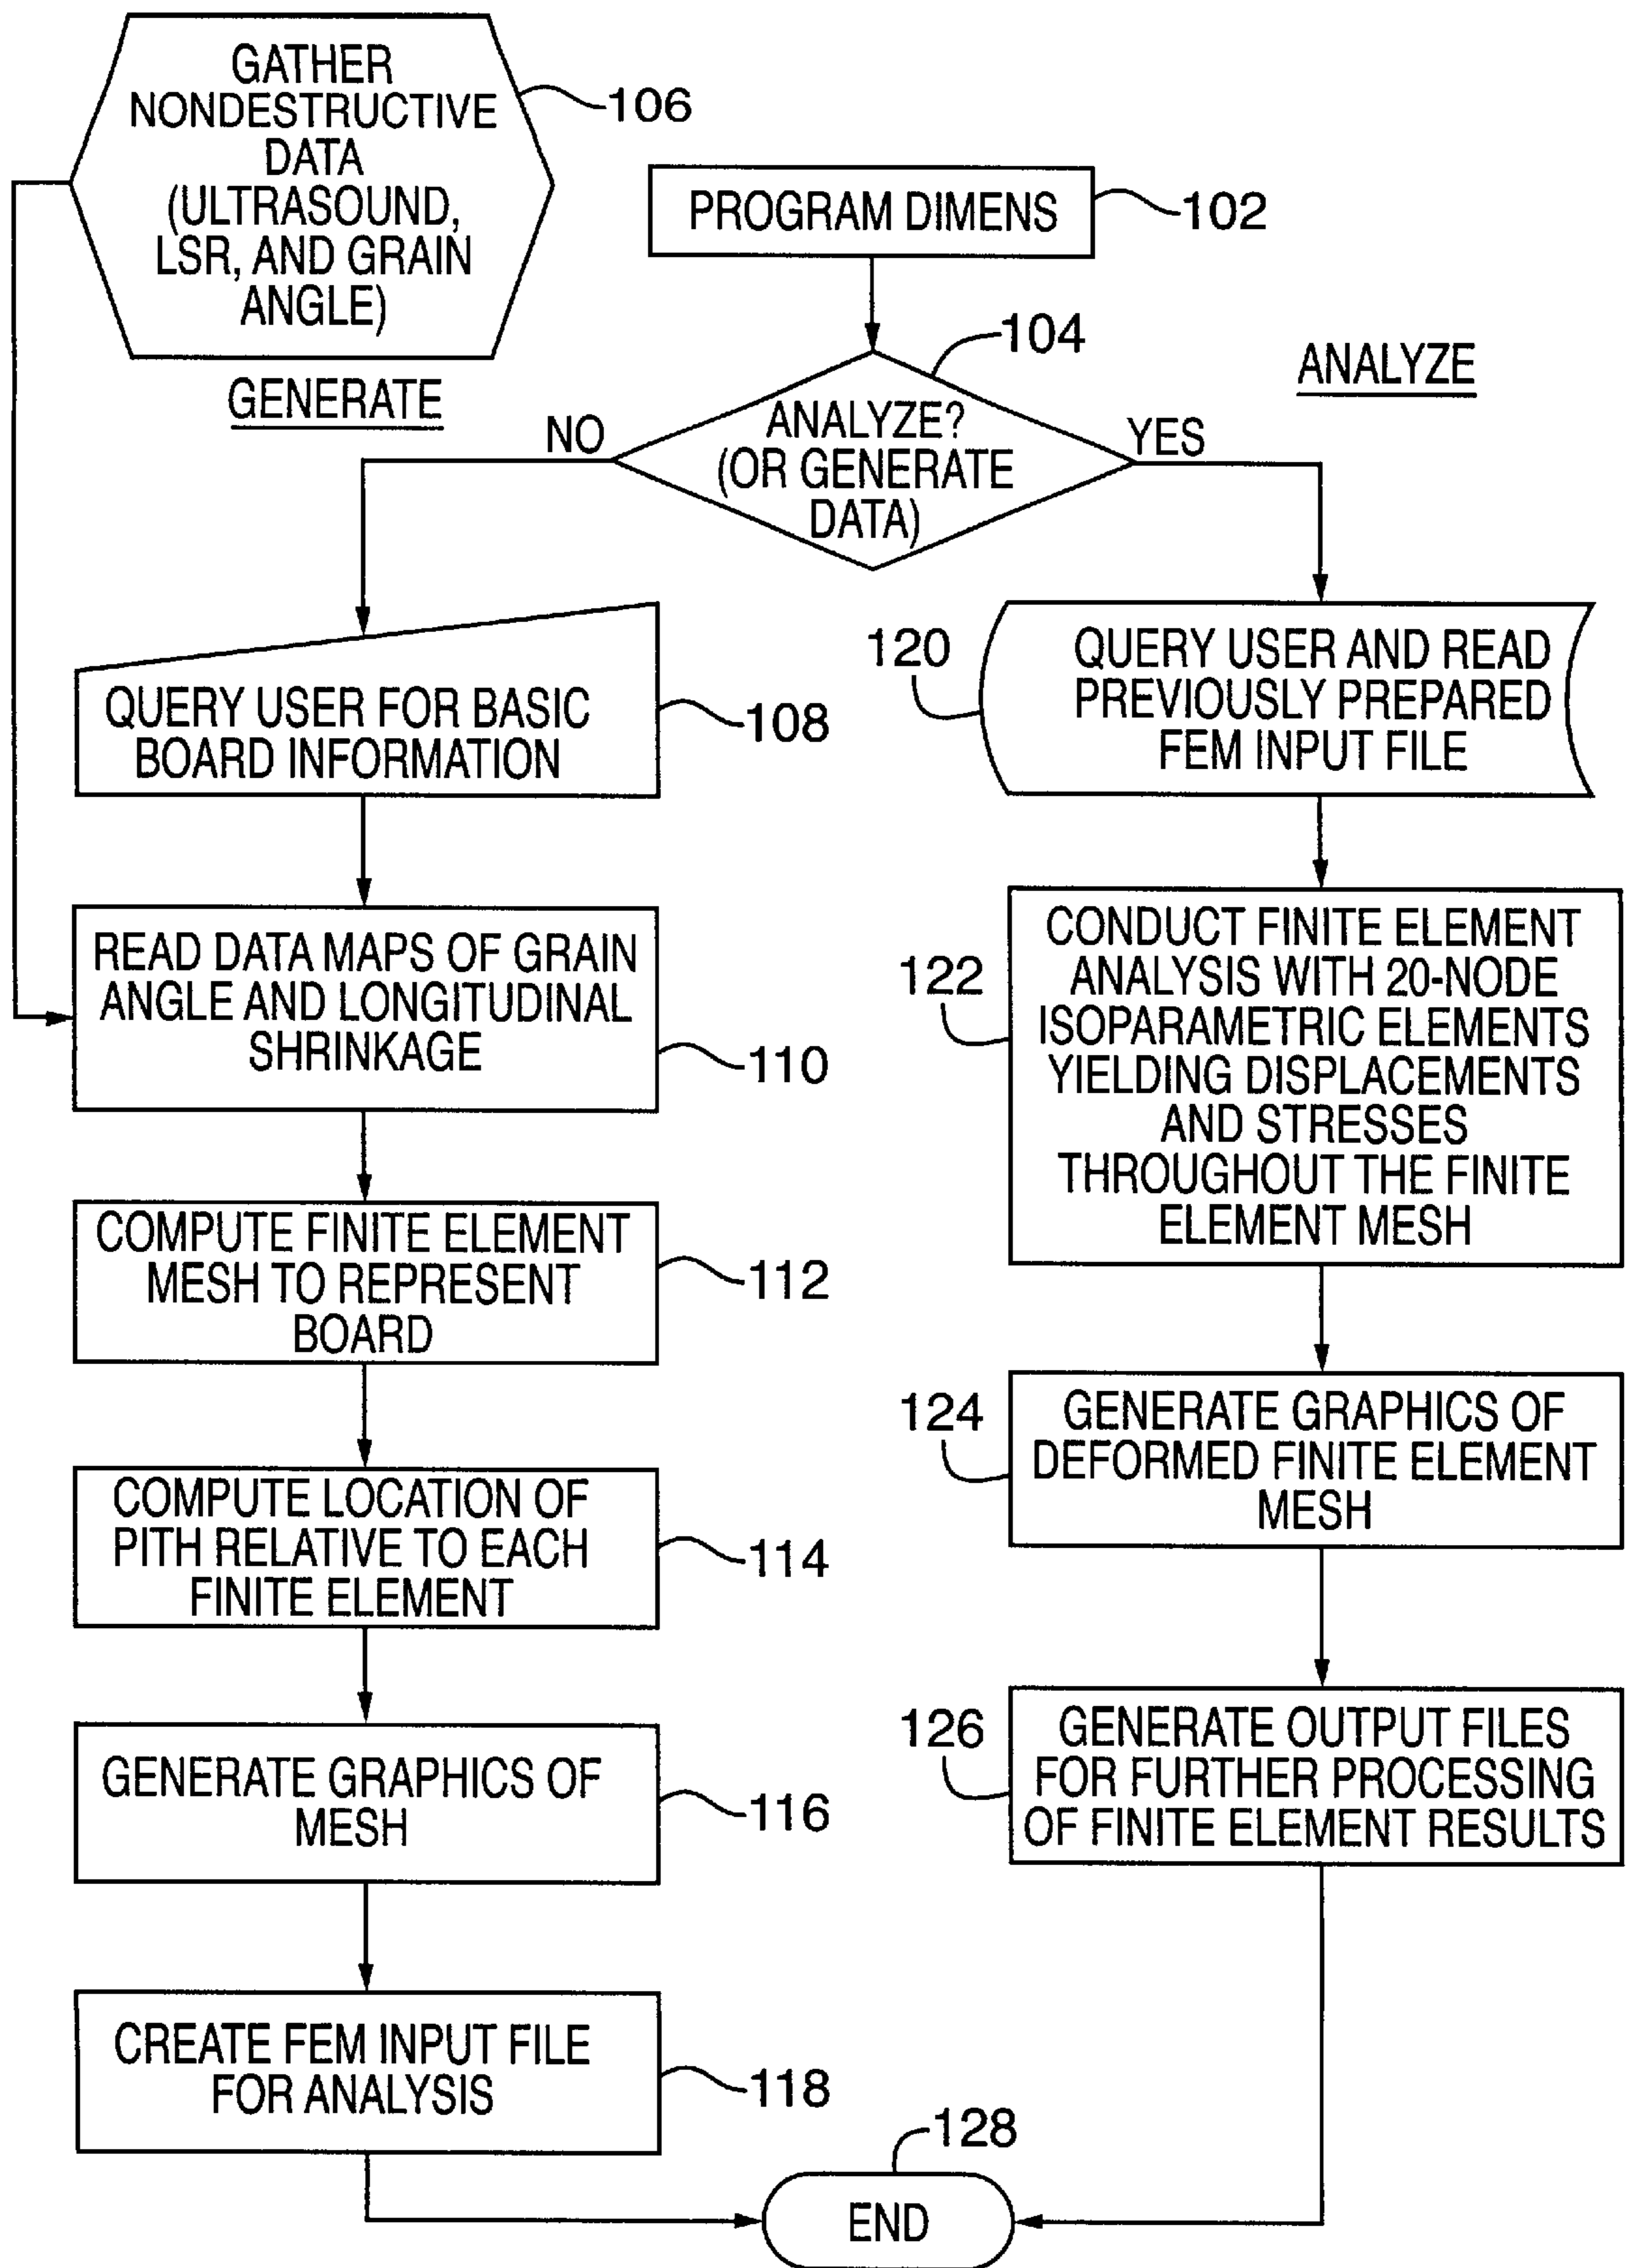 GATHER
NONDESTRUCTIVE
DATA
(ULTRASOUND,
LSR, AND GRAIN
ANGLE)
106
PROGRAM DIMENS
102
104
ANALYZE?
(OR GENERATE
DATA)
GENERATE
NO
YES
ANALYZE
QUERY USER FOR BASIC
BOARD INFORMATION
108
READ DATA MAPS OF GRAIN
ANGLE AND LONGITUDINAL
SHRINKAGE
110
COMPUTE FINITE ELEMENT
MESH TO REPRESENT
BOARD
112
COMPUTE LOCATION OF
PITH RELATIVE TO EACH
FINITE ELEMENT
114
GENERATE GRAPHICS OF
MESH
116
CREATE FEM INPUT FILE
FOR ANALYSIS
118
120
QUERY USER AND READ
PREVIOUSLY PREPARED
FEM INPUT FILE
122
CONDUCT FINITE ELEMENT
ANALYSIS WITH 20-NODE
ISOPARAMETRIC ELEMENTS
YIELDING DISPLACEMENTS
AND STRESSES
THROUGHOUT THE FINITE
ELEMENT MESH
124
GENERATE GRAPHICS OF
DEFORMED FINITE ELEMENT
MESH
126
GENERATE OUTPUT FILES
FOR FURTHER PROCESSING
OF FINITE ELEMENT RESULTS
128
END